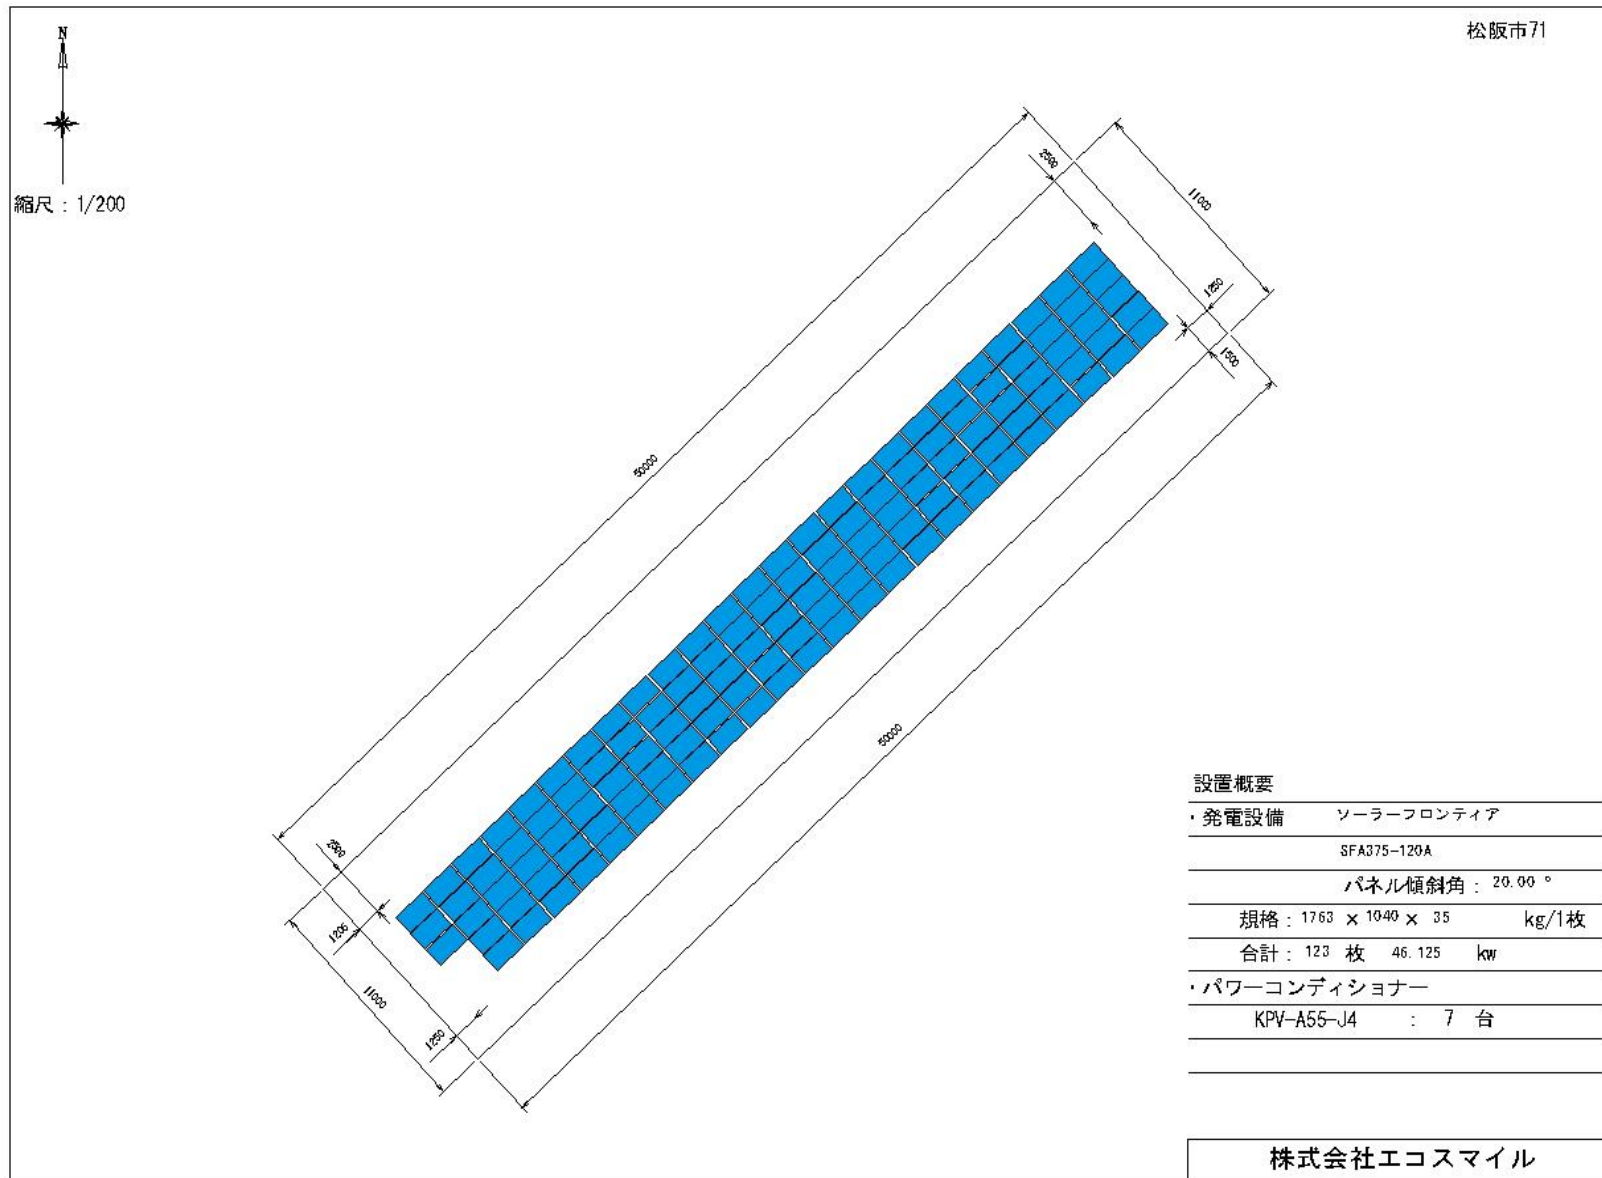 松阪市71
N
縮尺：1/200
2500
11000
1250
1500
50000
50000
2500
1206
11000
1250
設置概要
・発電設備　ソーラーフロンティア
SFA375-120A
パネル傾斜角：20.00 °
規格：1763 × 1040 × 35　kg/1枚
合計：123 枚 46.125 kw
・パワーコンディショナー
KPV-A55-J4 ： 7 台
株式会社エコスマイル